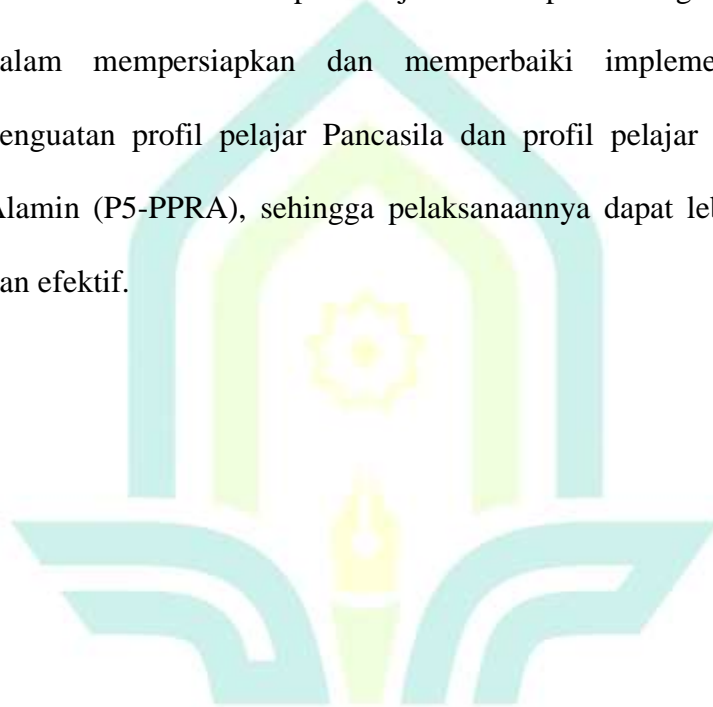 alam mempersiapkan dan memperbaiki impleme
enguatan profil pelajar Pancasila dan profil pelajar
Alamin (P5-PPRA), sehingga pelaksanaannya dapat le
an efektif.